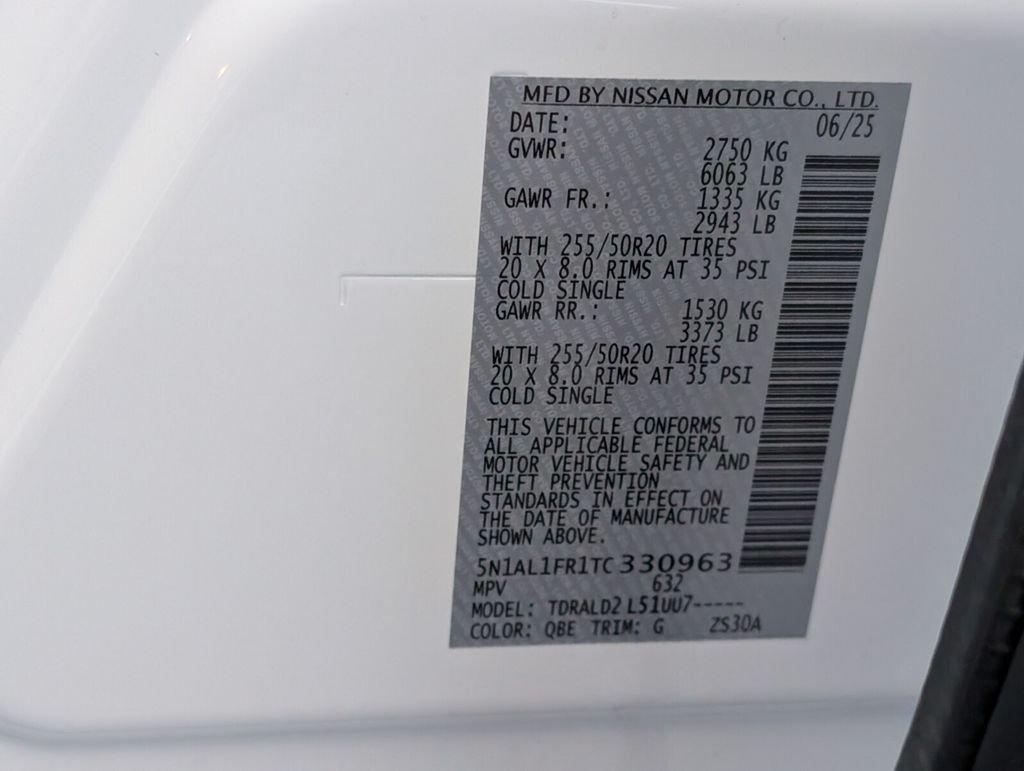 MFD BY NISSAN MOTOR CO., LTD.
DATE: 06/25
GVWR: 2750 KG
6063 LB
GAWR FR.: 1335 KG
2943 LB
WITH 255/50R20 TIRES
20 X 8.0 RIMS AT 35 PSI
COLD SINGLE
GAWR RR.: 1530 KG
3373 LB
WITH 255/50R20 TIRES
20 X 8.0 RIMS AT 35 PSI
COLD SINGLE
THIS VEHICLE CONFORMS TO
ALL APPLICABLE FEDERAL
MOTOR VEHICLE SAFETY AND
THEFT PREVENTION
STANDARDS IN EFFECT ON
THE DATE OF MANUFACTURE
SHOWN ABOVE.
5N1AL1FR1TC330963
MPV 632
MODEL: TDRALD2 L51UU7-----
COLOR: QBE TRIM: G ZS30A